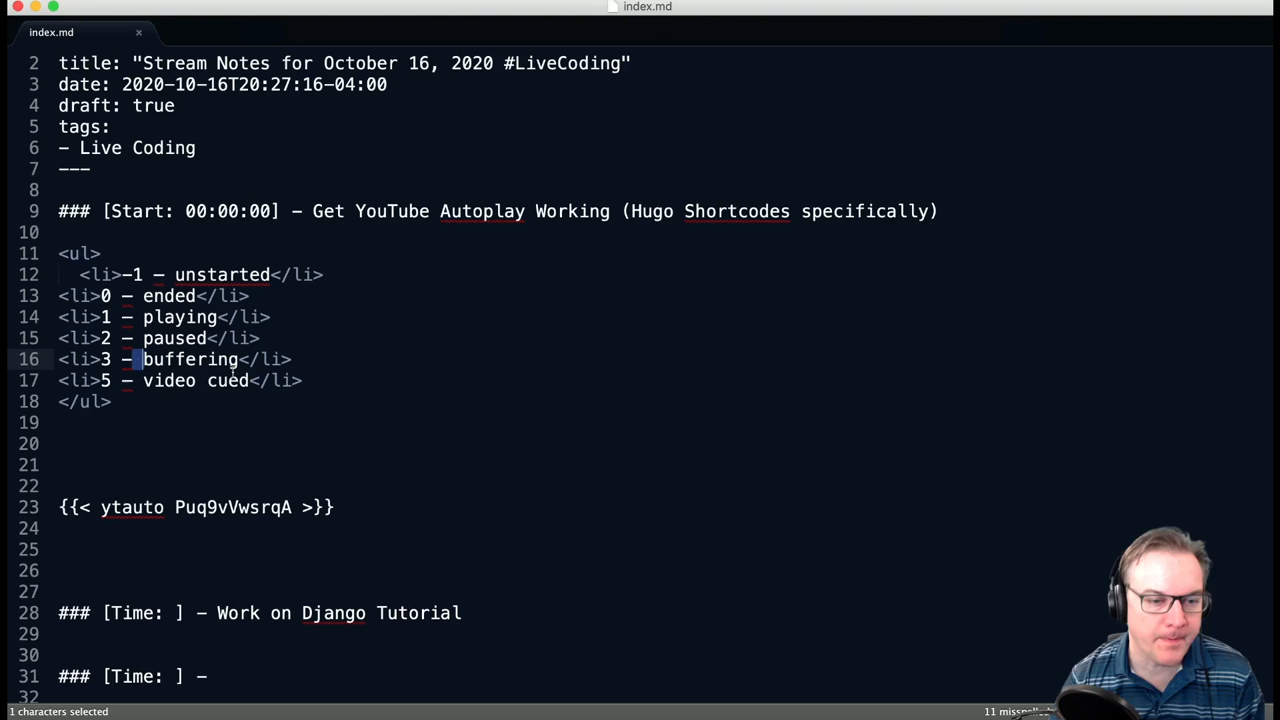 index.md
index.md ×
2 title: "Stream Notes for October 16, 2020 #LiveCoding"
3 date: 2020-10-16T20:27:16-04:00
4 draft: true
5 tags:
6 - Live Coding
7 ---
8
9 ### [Start: 00:00:00] - Get YouTube Autoplay Working (Hugo Shortcodes specifically)
10
11 <ul>
12 <li>-1 – unstarted</li>
13 <li>0 – ended</li>
14 <li>1 – playing</li>
15 <li>2 – paused</li>
16 <li>3 – buffering</li>
17 <li>5 – video cued</li>
18 </ul>
19
20
21
22
23 {{< ytauto Puq9vVwsrqA >}}
24
25
26
27
28 ### [Time: ] - Work on Django Tutorial
29
30
31 ### [Time: ] -
32
1 characters selected 11